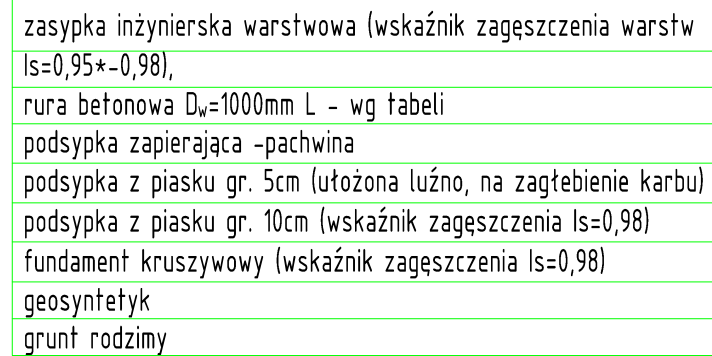 zasypka inżynierska warstwowa (wskaźnik zagęszczenia warstw
Is=0,95*-0,98),
rura betonowa Dw=1000mm L - wg tabeli
podsypka zapierająca -pachwina
podsypka z piasku gr. 5cm (ułożona luźno, na zagłebienie karbu)
podsypka z piasku gr. 10cm (wskaźnik zagęszczenia Is=0,98)
fundament kruszywowy (wskaźnik zagęszczenia Is=0,98)
geosyntetyk
grunt rodzimy